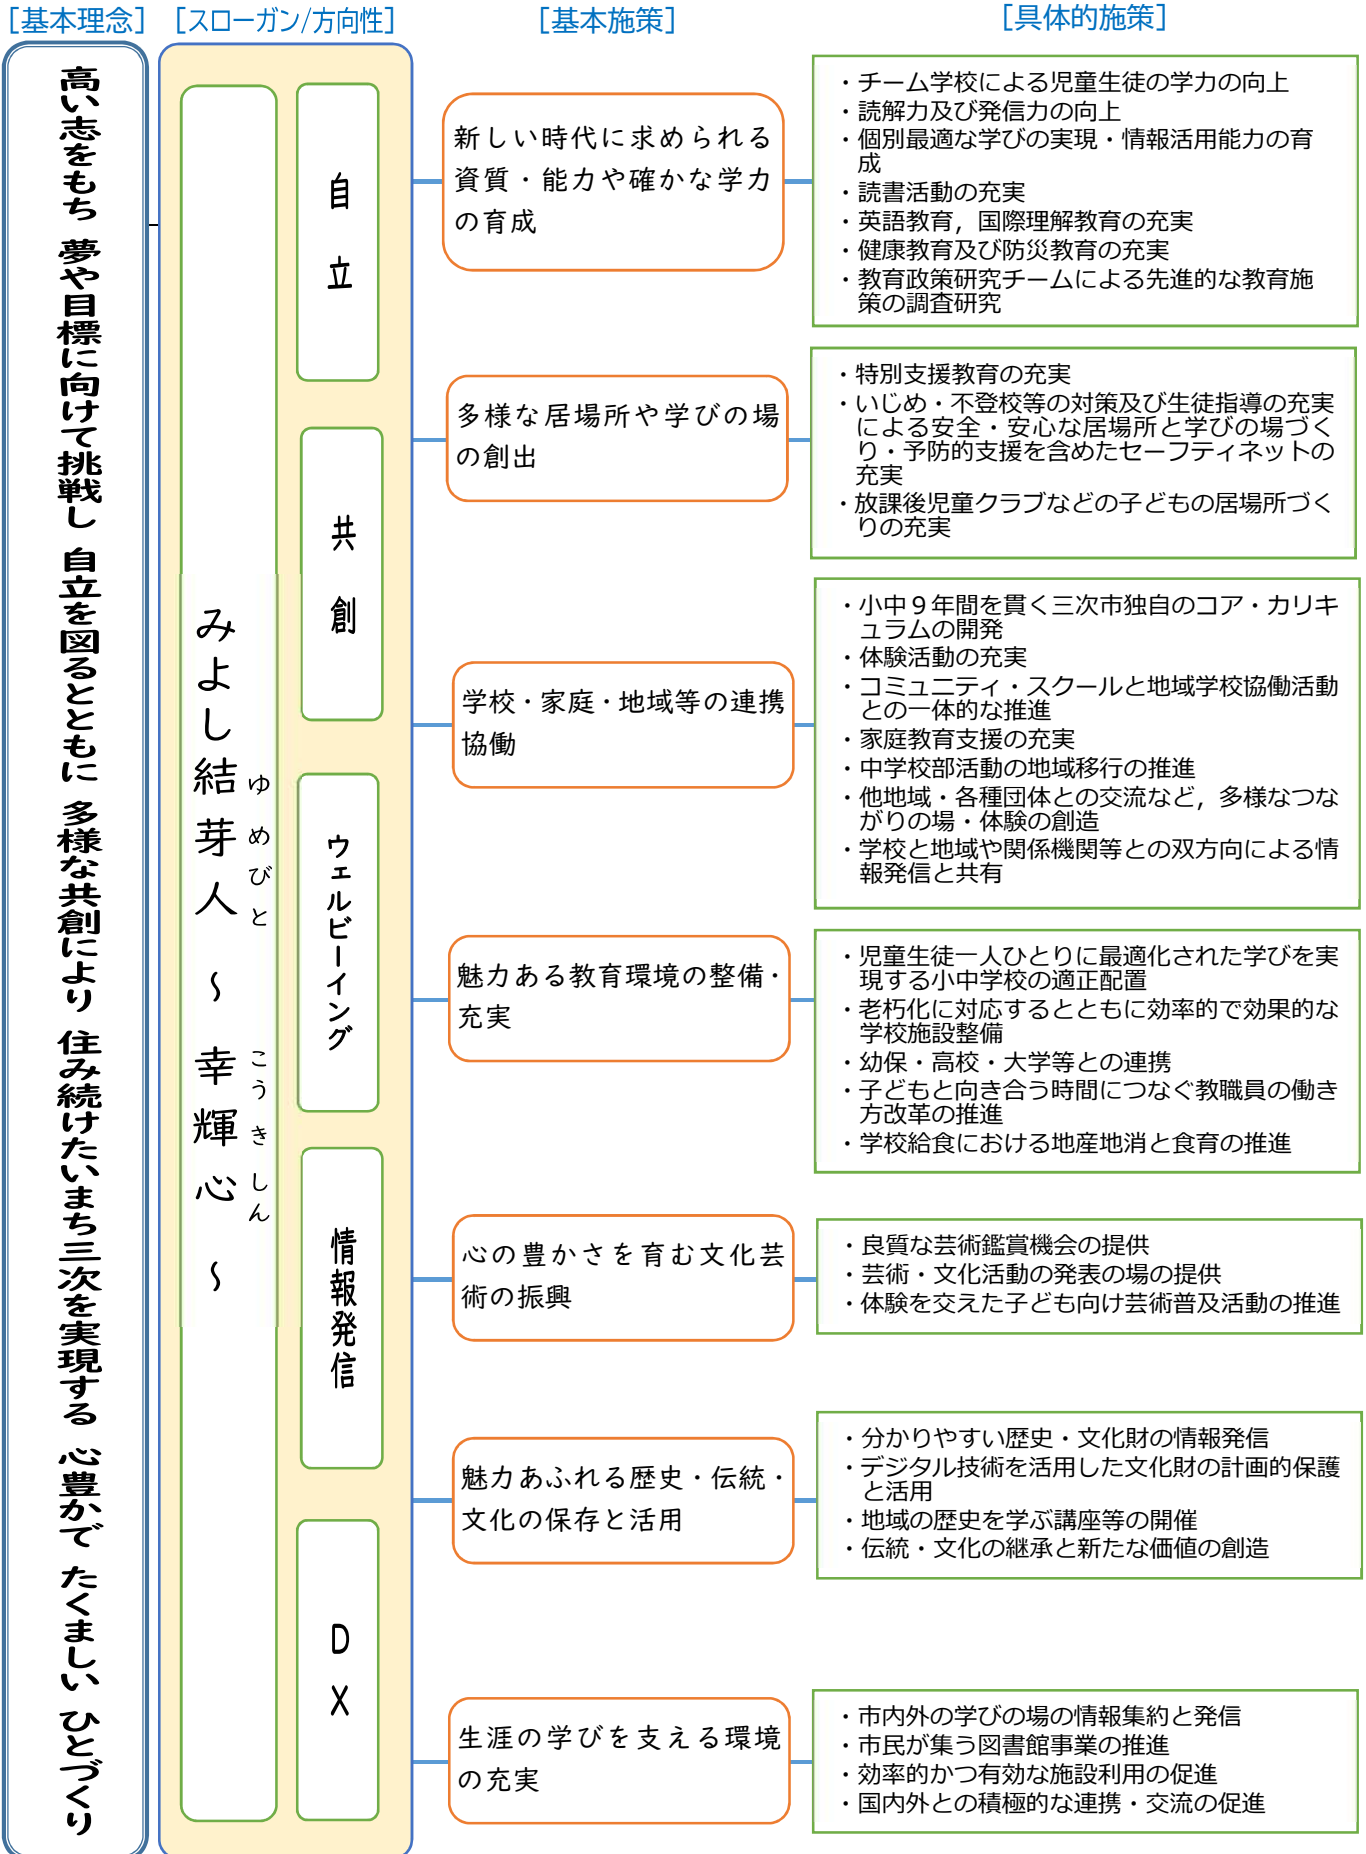 [基本理念]
[スローガン/方向性]
[基本施策]
[具体的施策]
高い志をもち 夢や目標に向けて挑戦し 自立を図るとともに 多様な共創により 住み続けたいまち三次を実現する 心豊かで たくましい ひとづくり
みよし結芽人 ～ 幸輝心 ～
ゆめびと
こうきしん
自立
共創
ウェルビーイング
情報発信
DX
新しい時代に求められる
資質・能力や確かな学力
の育成
・チーム学校による児童生徒の学力の向上
・読解力及び発信力の向上
・個別最適な学びの実現・情報活用能力の育
成
・読書活動の充実
・英語教育，国際理解教育の充実
・健康教育及び防災教育の充実
・教育政策研究チームによる先進的な教育施
策の調査研究
多様な居場所や学びの場
の創出
・特別支援教育の充実
・いじめ・不登校等の対策及び生徒指導の充実
による安全・安心な居場所と学びの場づく
り・予防的支援を含めたセーフティネットの
充実
・放課後児童クラブなどの子どもの居場所づく
りの充実
学校・家庭・地域等の連携
協働
・小中９年間を貫く三次市独自のコア・カリキ
ュラムの開発
・体験活動の充実
・コミュニティ・スクールと地域学校協働活動
との一体的な推進
・家庭教育支援の充実
・中学校部活動の地域移行の推進
・他地域・各種団体との交流など，多様なつな
がりの場・体験の創造
・学校と地域や関係機関等との双方向による情
報発信と共有
魅力ある教育環境の整備・
充実
・児童生徒一人ひとりに最適化された学びを実
現する小中学校の適正配置
・老朽化に対応するとともに効率的で効果的な
学校施設整備
・幼保・高校・大学等との連携
・子どもと向き合う時間につなぐ教職員の働き
方改革の推進
・学校給食における地産地消と食育の推進
心の豊かさを育む文化芸
術の振興
・良質な芸術鑑賞機会の提供
・芸術・文化活動の発表の場の提供
・体験を交えた子ども向け芸術普及活動の推進
魅力あふれる歴史・伝統・
文化の保存と活用
・分かりやすい歴史・文化財の情報発信
・デジタル技術を活用した文化財の計画的保護
と活用
・地域の歴史を学ぶ講座等の開催
・伝統・文化の継承と新たな価値の創造
生涯の学びを支える環境
の充実
・市内外の学びの場の情報集約と発信
・市民が集う図書館事業の推進
・効率的かつ有効な施設利用の促進
・国内外との積極的な連携・交流の促進